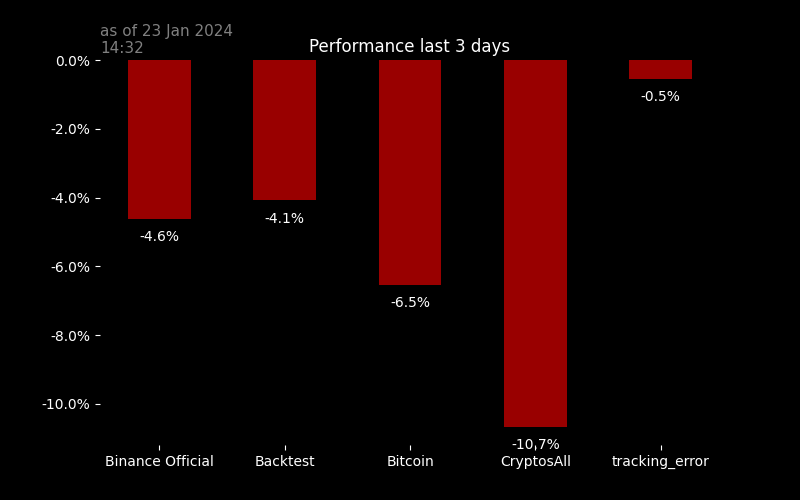 as of 23 Jan 2024
14:32
Performance last 3 days
0.0%
-2.0%
-4.0%
-6.0%
-8.0%
-10.0%
-4.6%
-4.1%
-6.5%
-10.7%
-0.5%
Binance Official
Backtest
Bitcoin
CryptosAll
tracking_error